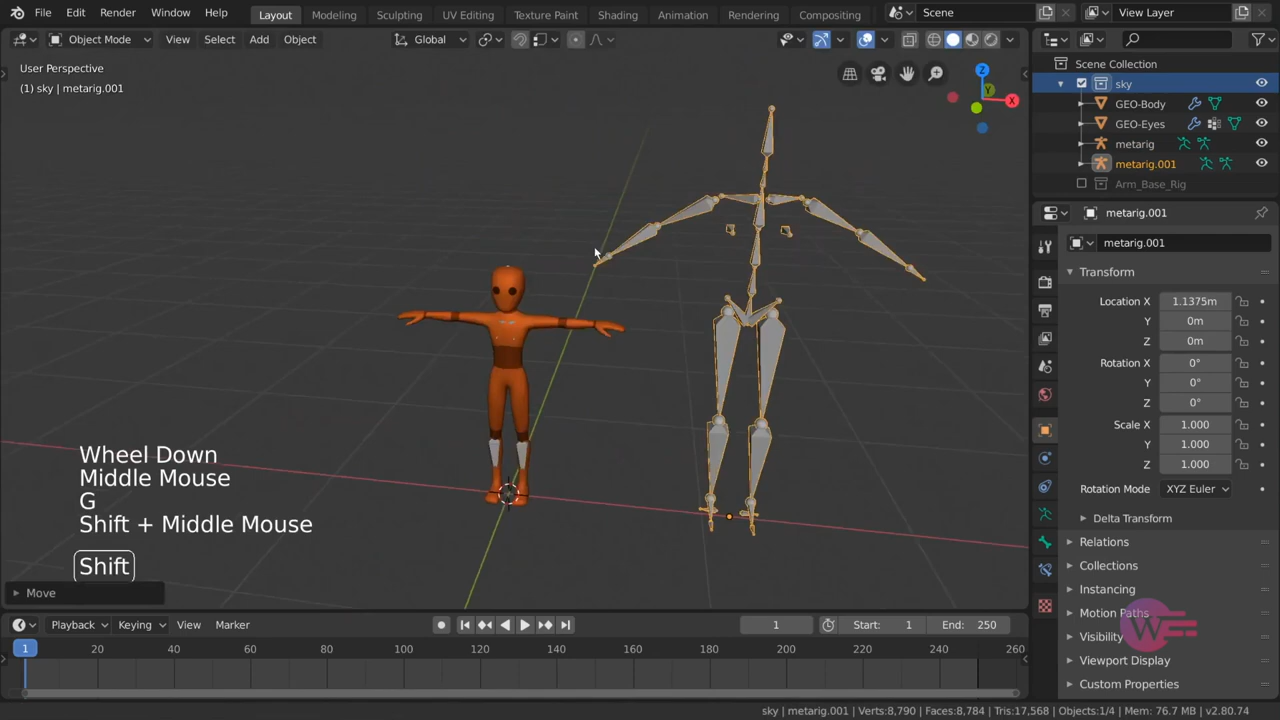 File Edit Render Window Help Layout Modeling Sculpting UV Editing Texture Paint Shading Animation Rendering Compositing Scene View Layer
Object Mode View Select Add Object Global
User Perspective
(1) sky | metarig.001
Z
Y
X
Scene Collection
sky
GEO-Body
GEO-Eyes
metarig
metarig.001
Arm_Base_Rig
metarig.001
metarig.001
Transform
Location X 1.1375m
Y 0m
Z 0m
Rotation X 0°
Y 0°
Z 0°
Scale X 1.000
Y 1.000
Z 1.000
Rotation Mode XYZ Euler
Delta Transform
Relations
Collections
Instancing
Motion Paths
Visibility
Viewport Display
Custom Properties
Wheel Down
Middle Mouse
G
Shift + Middle Mouse
Shift
Move
Playback Keying View Marker 1 Start: 1 End: 250
1 20 40 60 80 100 120 140 160 180 200 220 240 260
sky | metarig.001 | Verts:8,790 | Faces:8,784 | Tris:17,568 | Objects:1/4 | Mem: 76.7 MB | v2.80.74